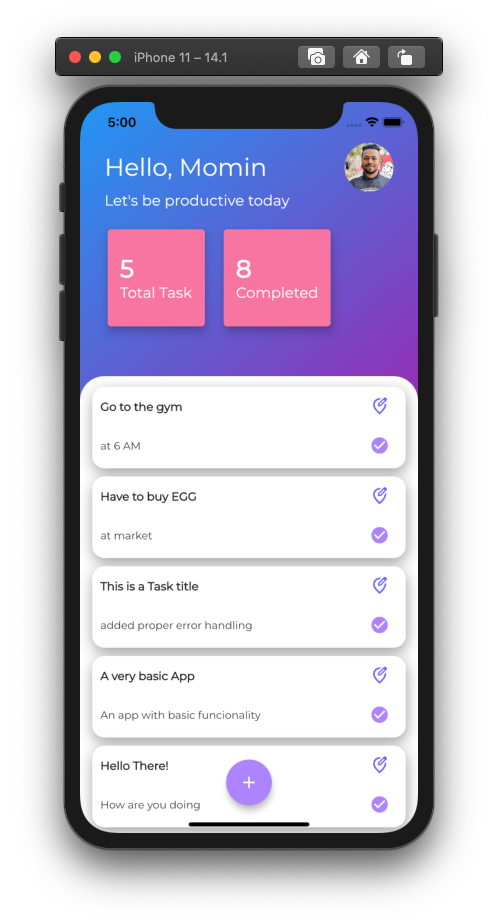 iPhone 11 – 14.1
5:00
Hello, Momin
Let's be productive today
5
Total Task
8
Completed
Go to the gym
at 6 AM
Have to buy EGG
at market
This is a Task title
added proper error handling
A very basic App
An app with basic funcionality
Hello There!
+
How are you doing